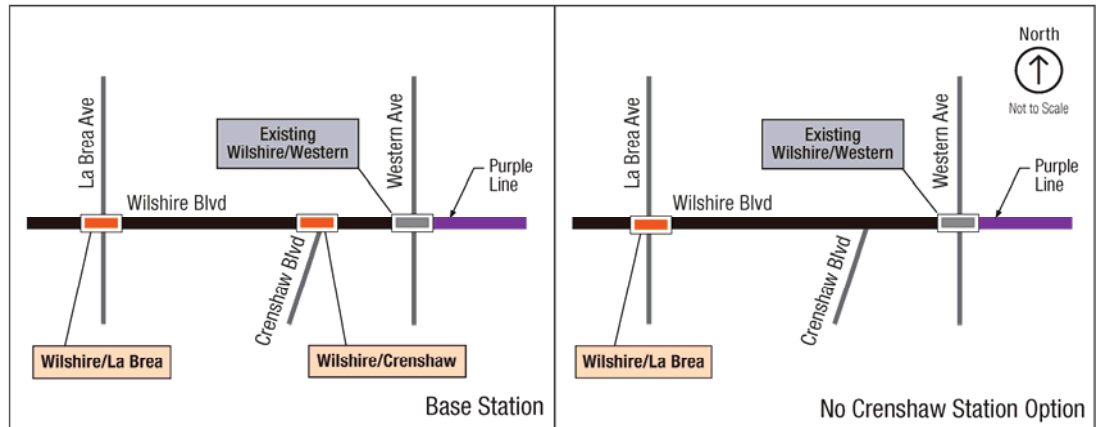 La Brea Ave
Existing
Wilshire/Western
Western Ave
Purple
Line
Wilshire Blvd
Crenshaw Blvd
Wilshire/La Brea
Wilshire/Crenshaw
Base Station
North
Not to Scale
La Brea Ave
Existing
Wilshire/Western
Western Ave
Purple
Line
Wilshire Blvd
Crenshaw Blvd
Wilshire/La Brea
No Crenshaw Station Option